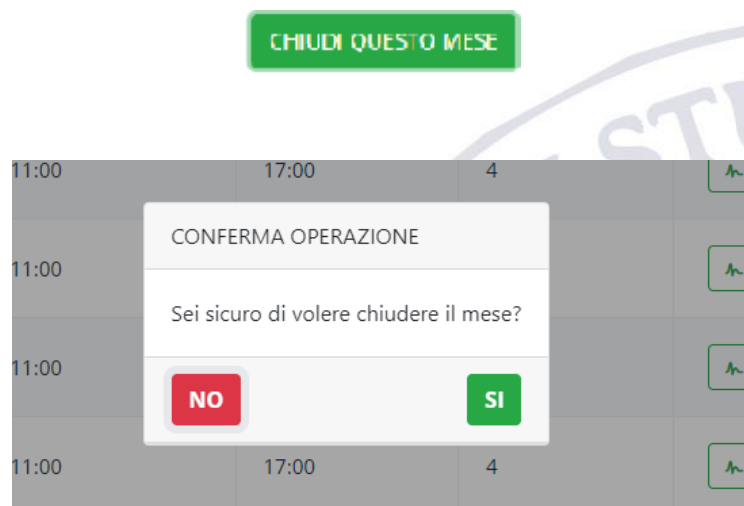 CHIUDI QUESTO MESE
11:00 17:00 4
CONFERMA OPERAZIONE
11:00
Sei sicuro di volere chiudere il mese?
11:00
NO SI
11:00 17:00 4